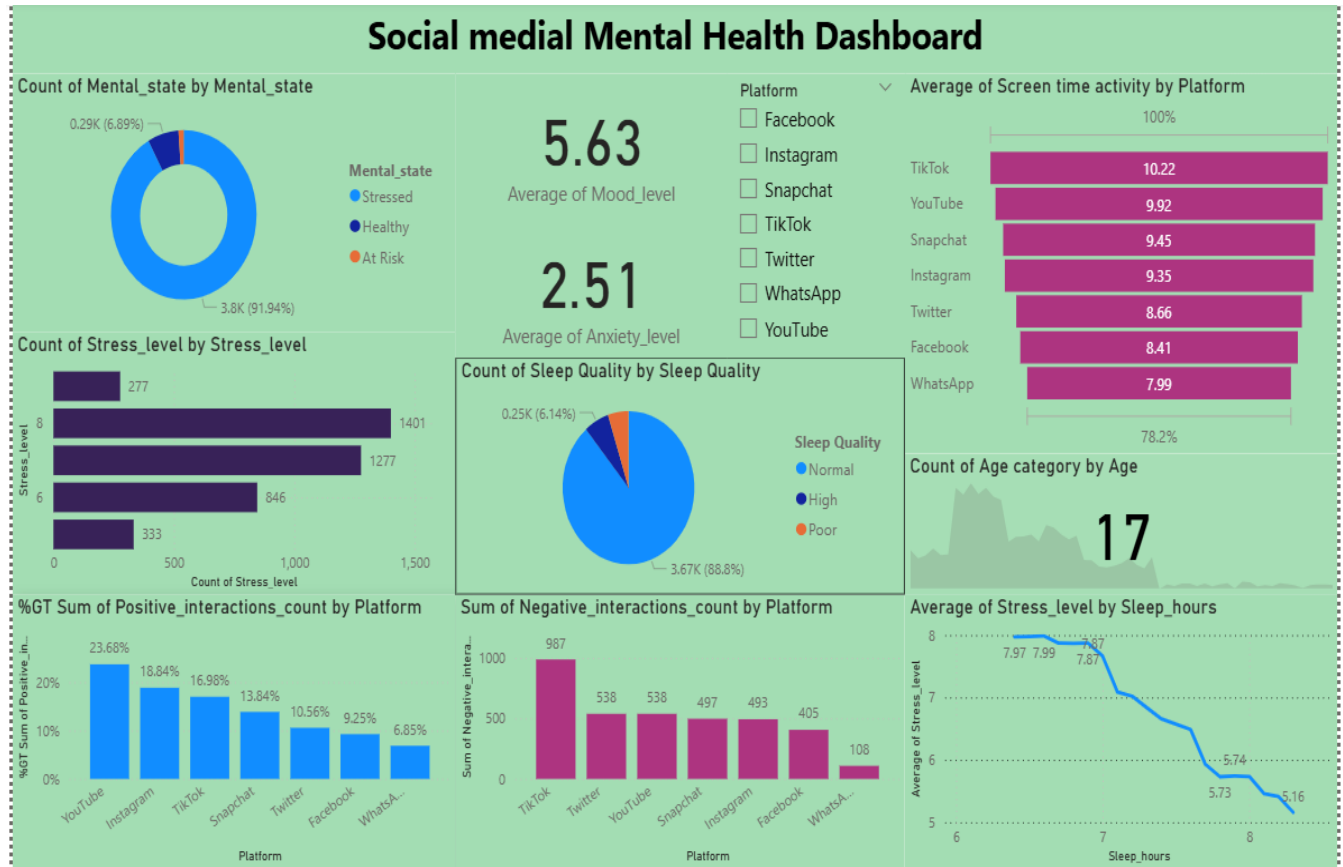 Social medial Mental Health Dashboard
Count of Mental_state by Mental_state
0.29K (6.89%)
3.8K (91.94%)
Mental_state
Stressed
Healthy
At Risk
5.63
Average of Mood_level
2.51
Average of Anxiety_level
Platform
Facebook
Instagram
Snapchat
TikTok
Twitter
WhatsApp
YouTube
Average of Screen time activity by Platform
100%
TikTok 10.22
YouTube 9.92
Snapchat 9.45
Instagram 9.35
Twitter 8.66
Facebook 8.41
WhatsApp 7.99
78.2%
Count of Stress_level by Stress_level
Stress_level
277
8 1401
1277
6 846
333
0 500 1,000 1,500
Count of Stress_level
Count of Sleep Quality by Sleep Quality
0.25K (6.14%)
3.67K (88.8%)
Sleep Quality
Normal
High
Poor
Count of Age category by Age
17
%GT Sum of Positive_interactions_count by Platform
%GT Sum of Positive_in...
20%
10%
0%
23.68% 18.84% 16.98% 13.84% 10.56% 9.25% 6.85%
YouTube Instagram TikTok Snapchat Twitter Facebook WhatsA...
Platform
Sum of Negative_interactions_count by Platform
Sum of Negative_intera...
1000
500
0
987 538 538 497 493 405 108
TikTok Twitter YouTube Snapchat Instagram Facebook WhatsA...
Platform
Average of Stress_level by Sleep_hours
Average of Stress_level
8
7
6
5
7.97 7.99 7.87 7.87
5.73 5.74 5.16
6 7 8
Sleep_hours